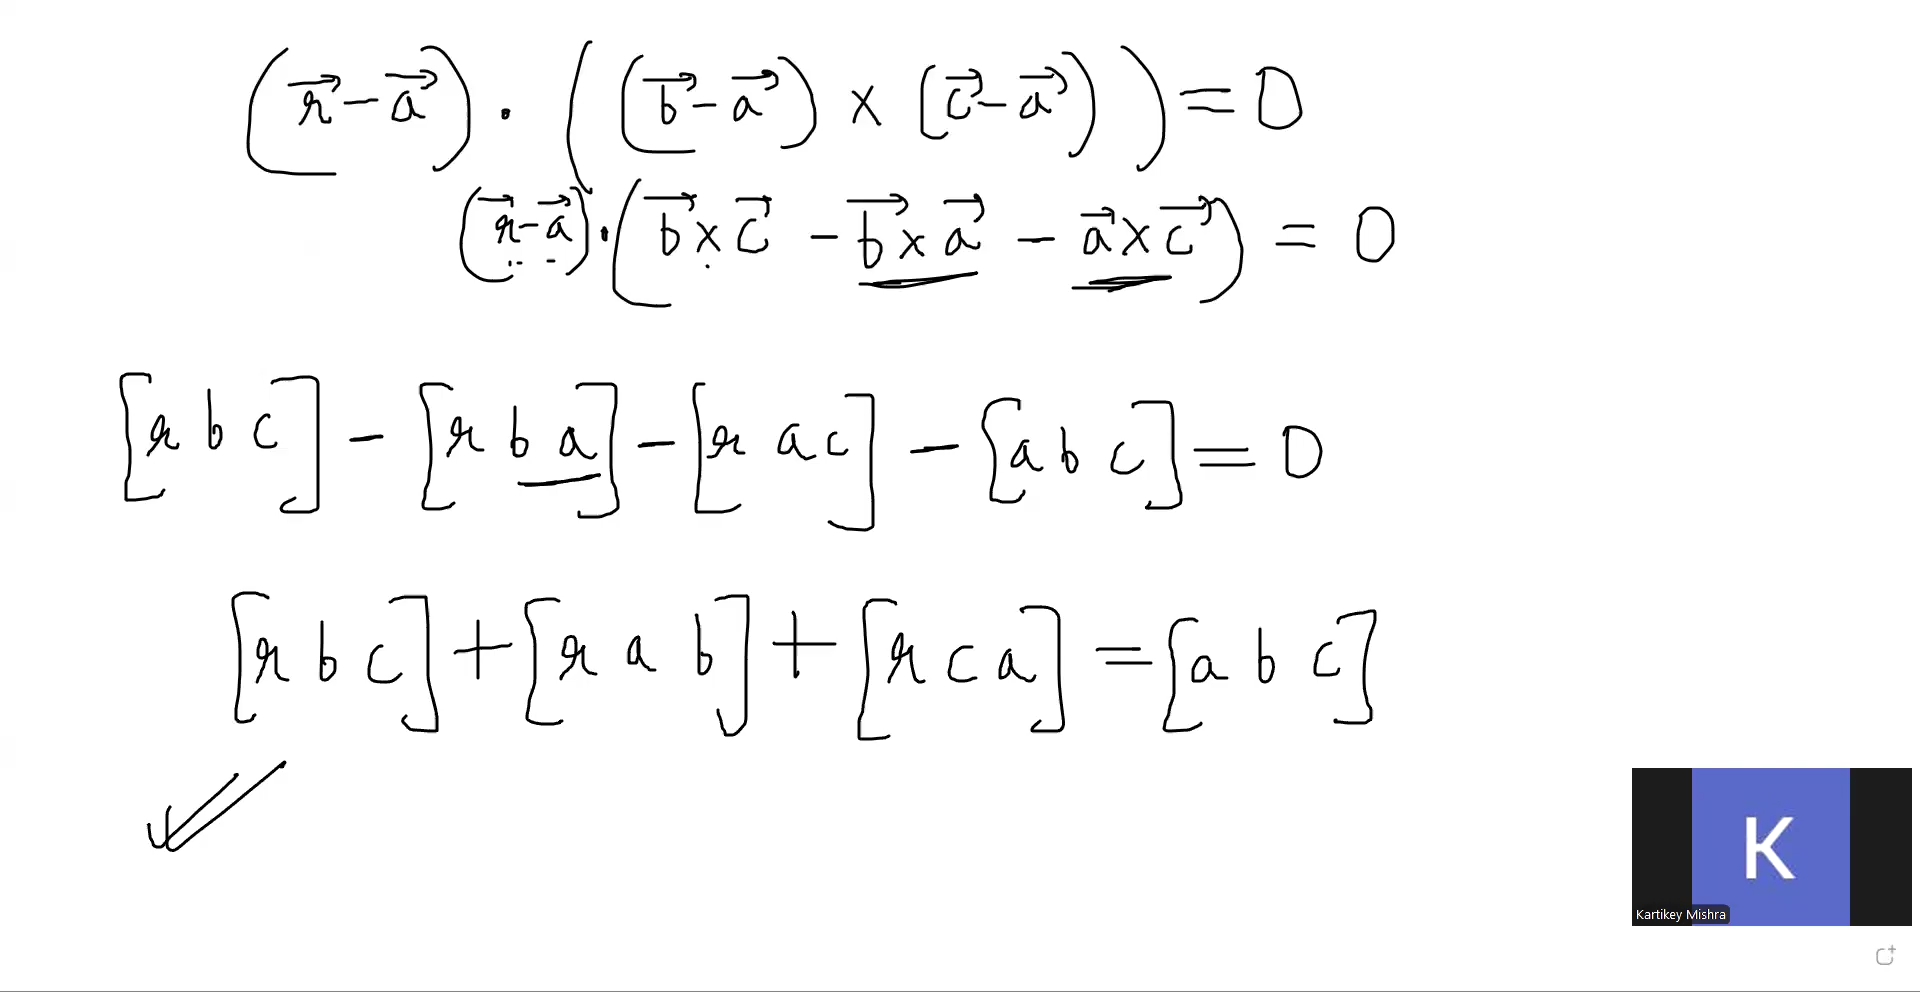 (r⃗ - a⃗) . ((b⃗ - a⃗) × (c⃗ - a⃗)) = 0
(r⃗ - a⃗) . (b⃗ × c⃗ - b⃗ × a⃗ - a⃗ × c⃗) = 0
[r b c] - [r b a] - [r a c] - [a b c] = 0
[r b c] + [r a b] + [r c a] = [a b c]
K
Kartikey Mishra